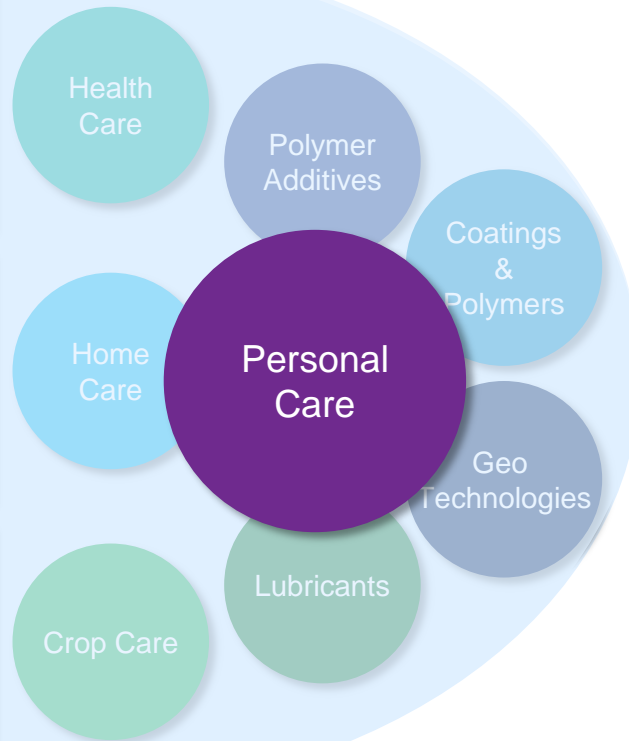 Health
Care
Polymer
Additives
Coatings
&
Polymers
Home
Care
Personal
Care
Geo
Technologies
Lubricants
Crop Care